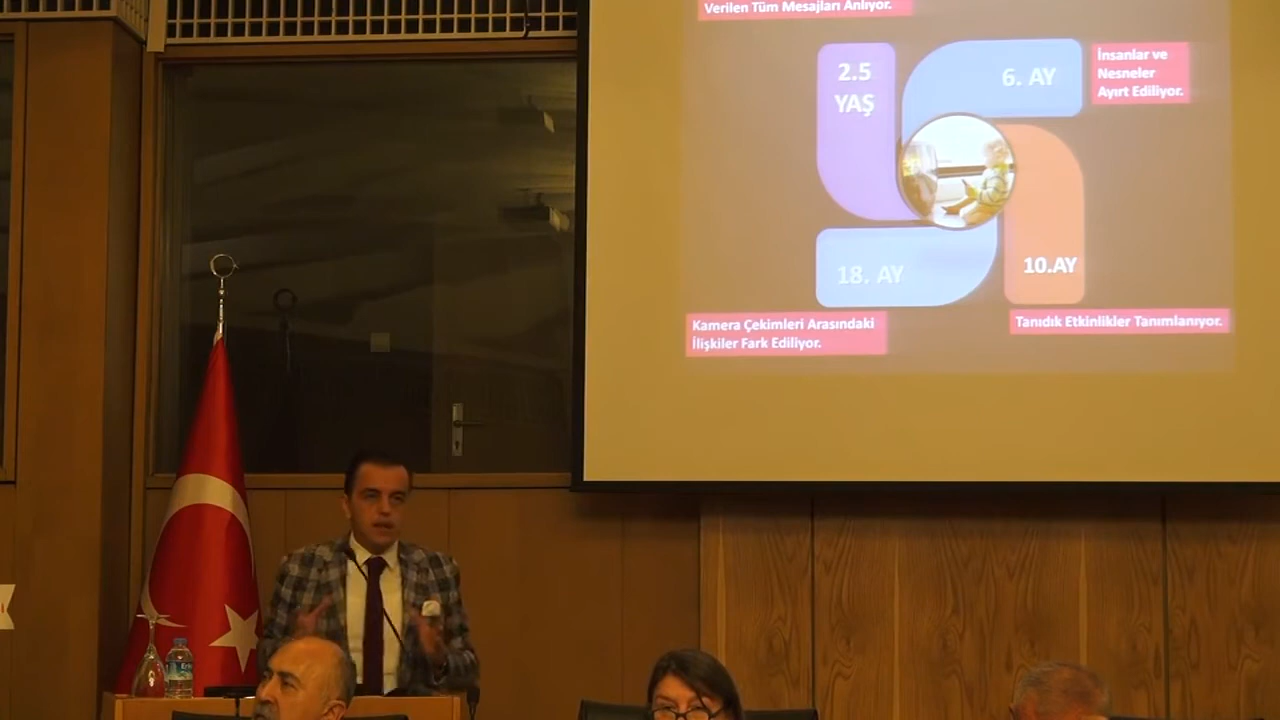 Verilen Tüm Mesajları Anlıyor.
2.5
YAŞ
6. AY
İnsanlar ve
Nesneler
Ayırt Ediliyor.
18. AY
10.AY
Kamera Çekimleri Arasındaki
İlişkiler Fark Ediliyor.
Tanıdık Etkinlikler Tanımlanıyor.